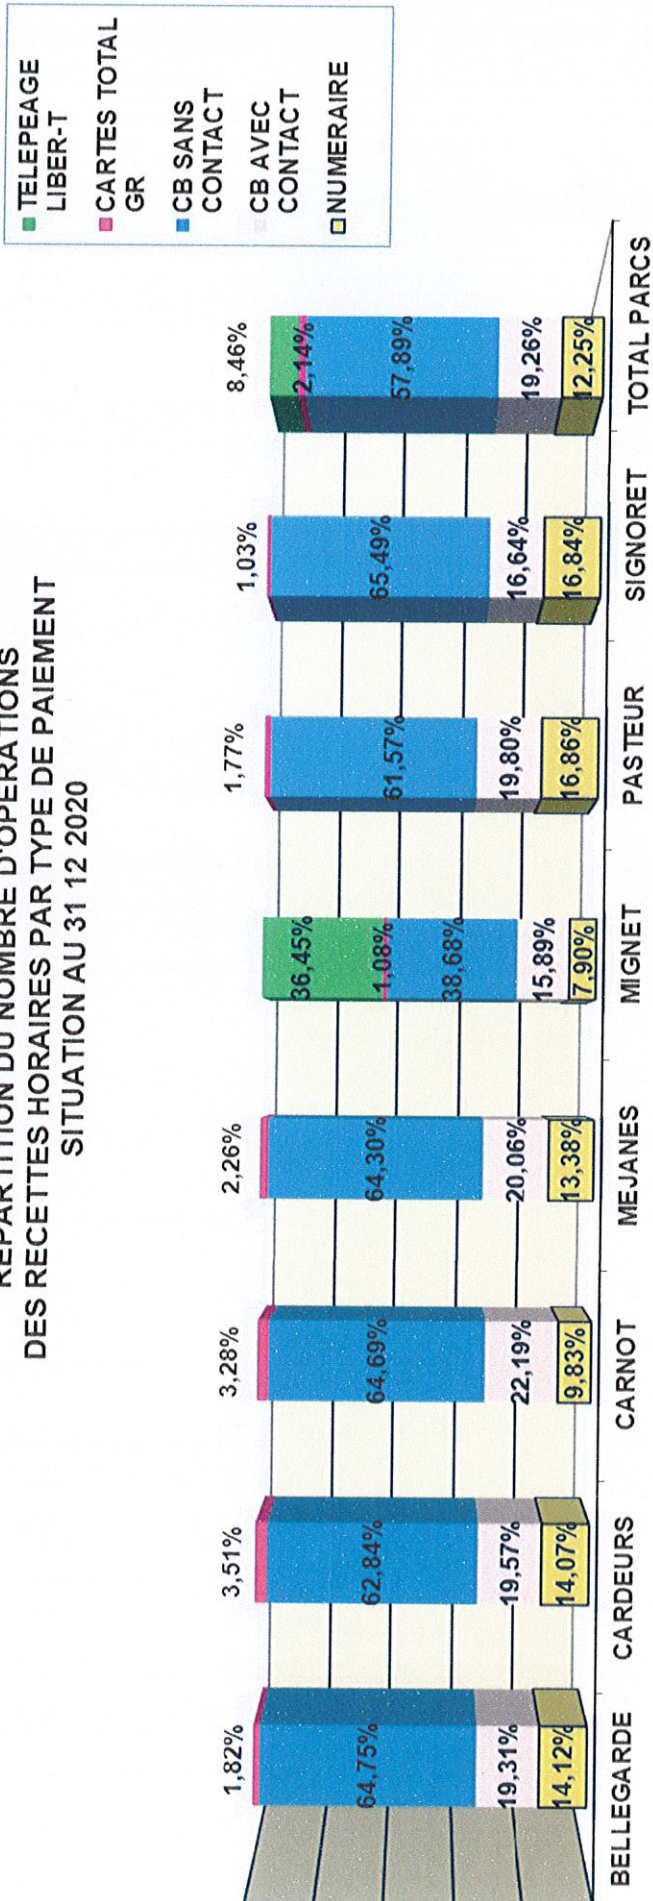 REPARTITION DU NOMBRE D'OPERATIONS
DES RECETTES HORAIRES PAR TYPE DE PAIEMENT
SITUATION AU 31 12 2020
TELEPEAGE
LIBER-T
CARTES TOTAL
GR
CB SANS
CONTACT
CB AVEC
CONTACT
NUMERAIRE
1,82%
3,51%
3,28%
2,26%
36,45%
1,77%
1,03%
8,46%
1,08%
2,14%
64,75%
62,84%
64,69%
64,30%
38,68%
61,57%
65,49%
57,89%
19,31%
19,57%
22,19%
20,06%
15,89%
19,80%
16,64%
19,26%
14,12%
14,07%
9,83%
13,38%
7,90%
16,86%
16,84%
12,25%
BELLEGARDE
CARDEURS
CARNOT
MEJANES
MIGNET
PASTEUR
SIGNORET
TOTAL PARCS